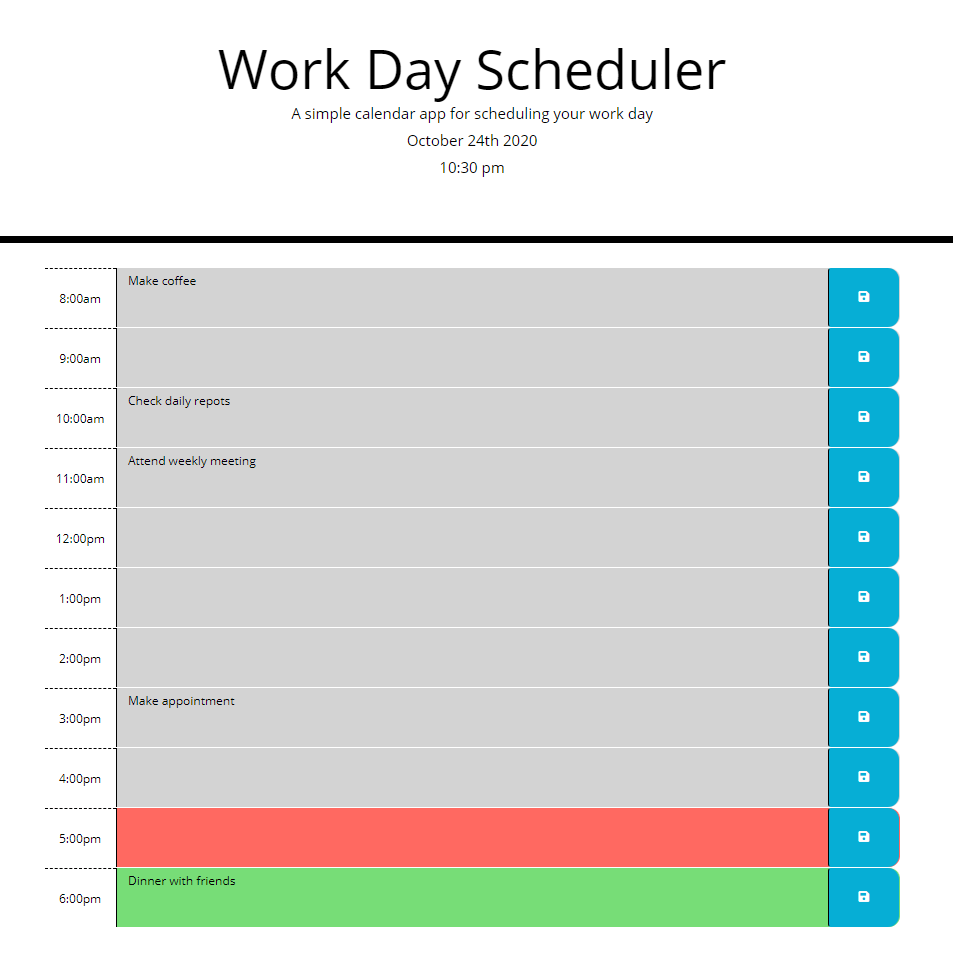 Work Day Scheduler
A simple calendar app for scheduling your work day
October 24th 2020
10:30 pm
8:00am Make coffee
9:00am
10:00am Check daily repots
11:00am Attend weekly meeting
12:00pm
1:00pm
2:00pm
3:00pm Make appointment
4:00pm
5:00pm
6:00pm Dinner with friends